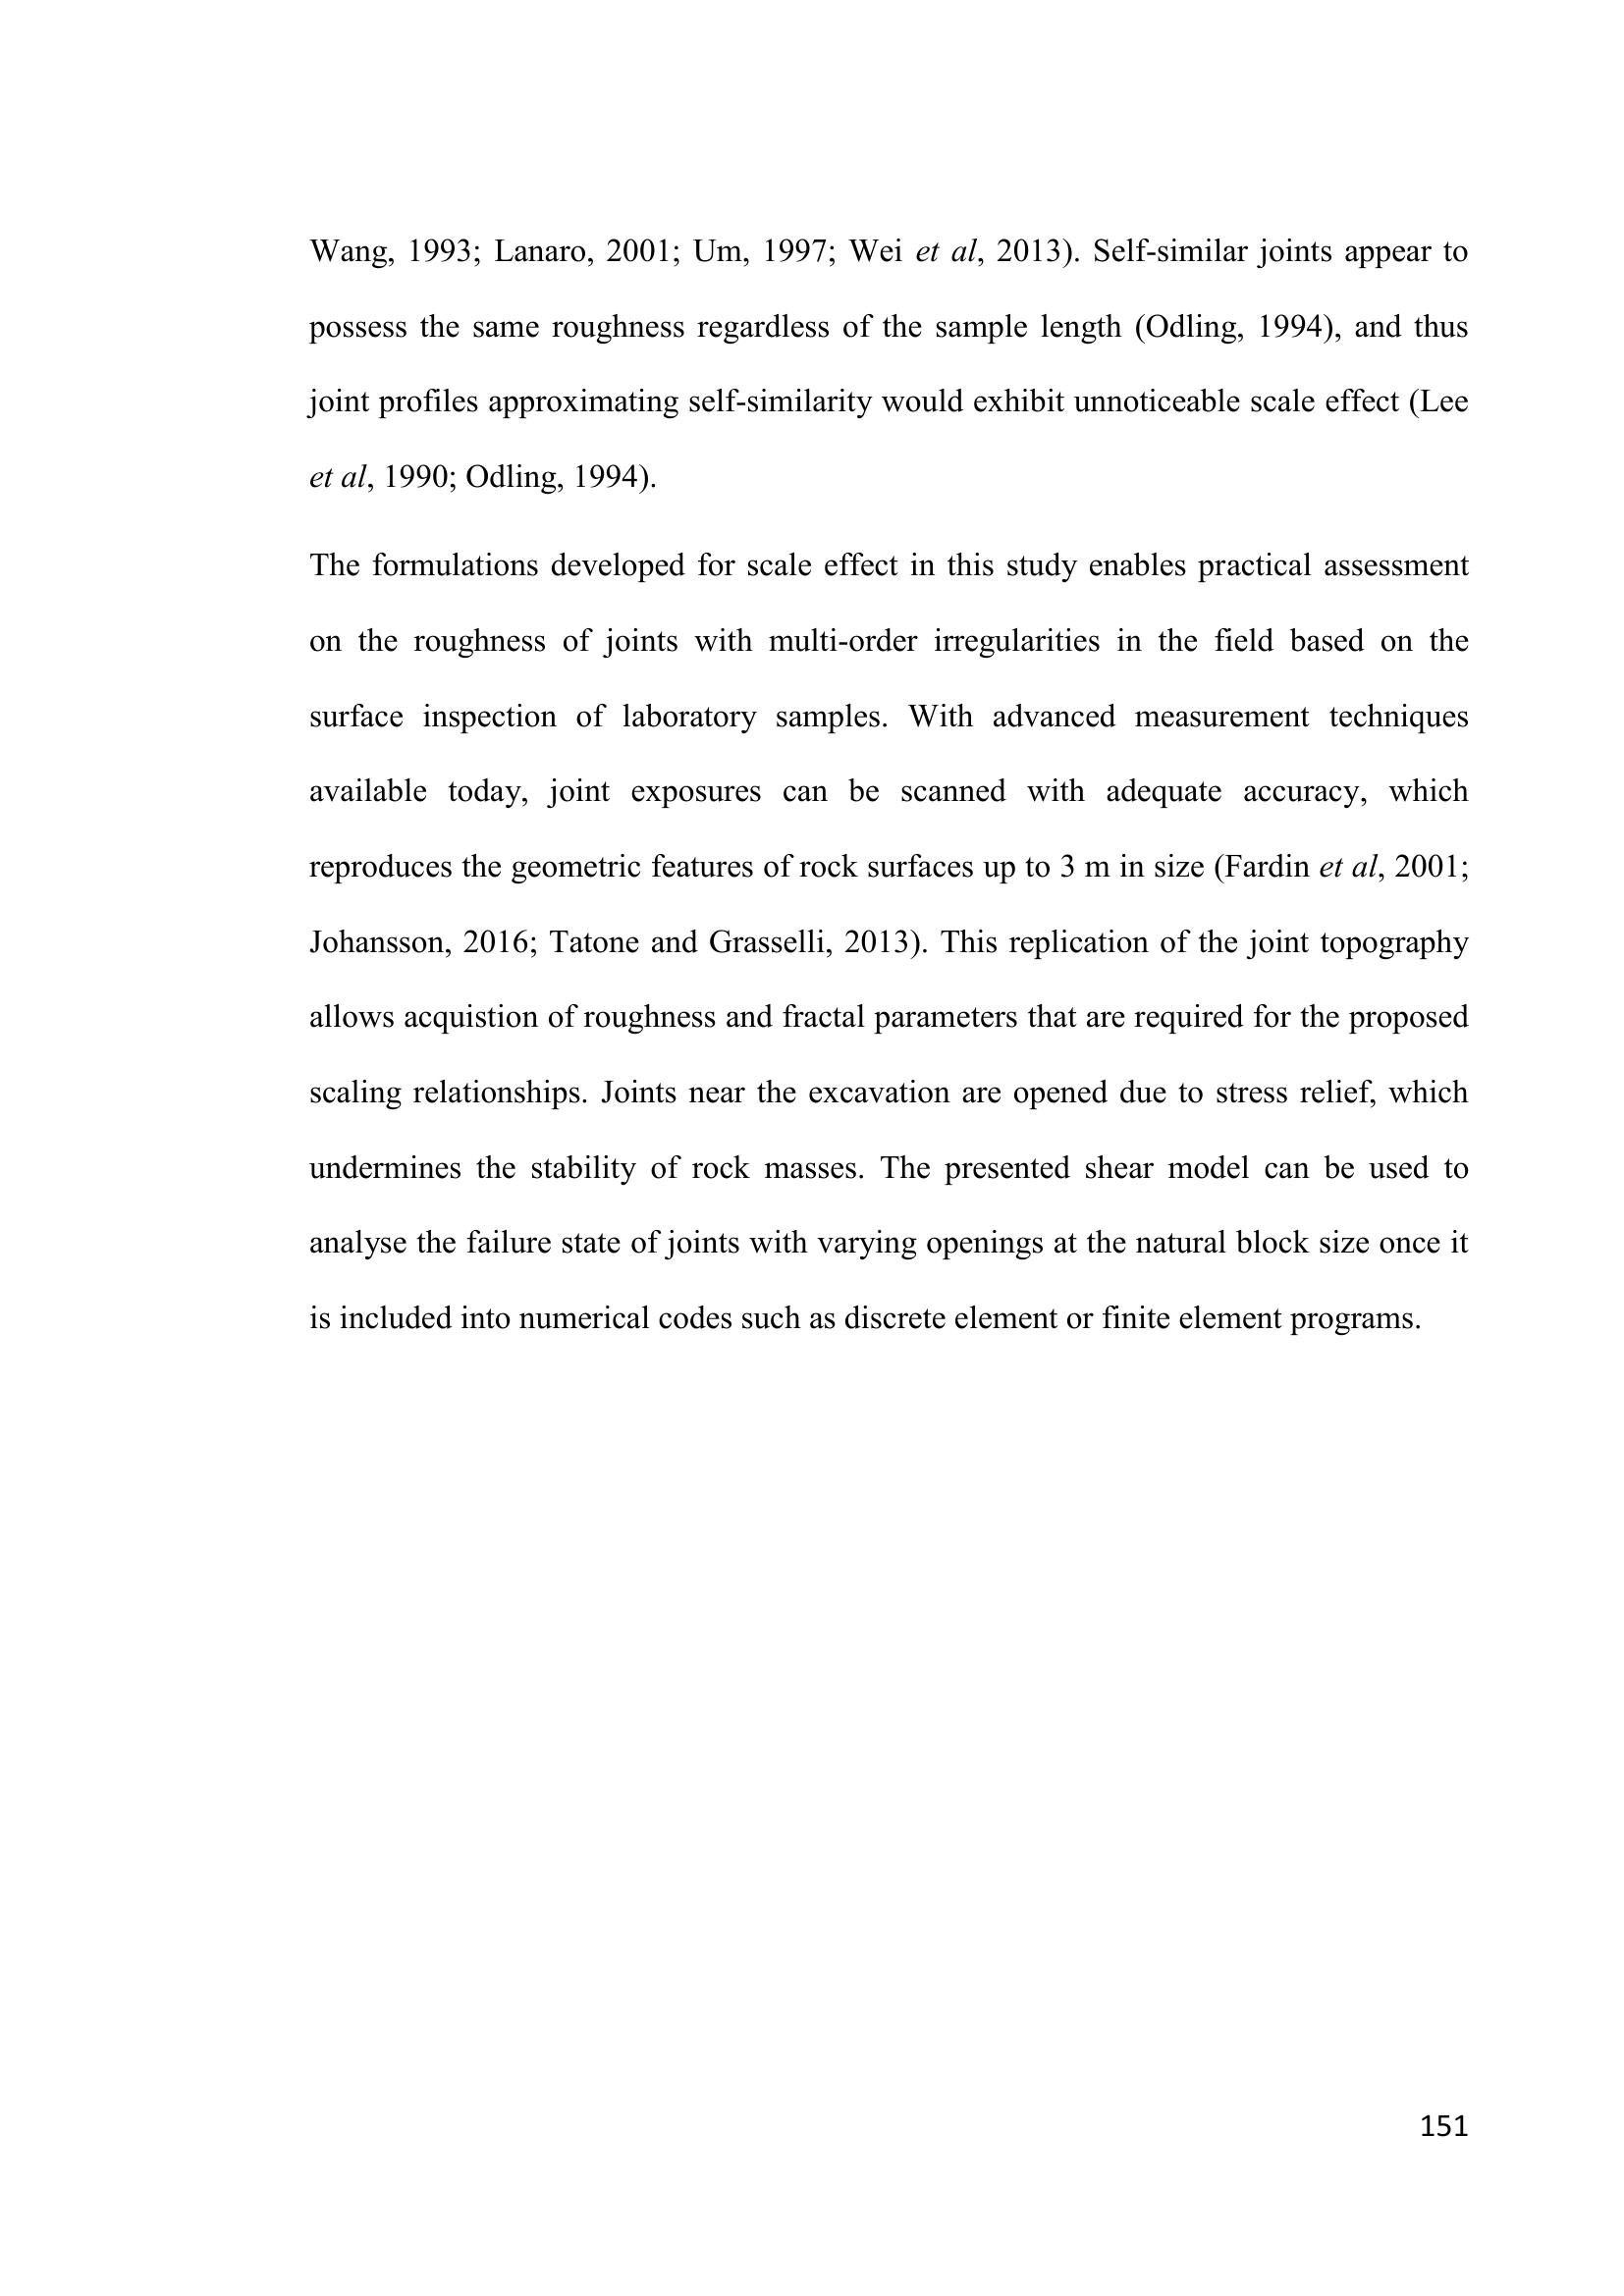 Wang, 1993; Lanaro, 2001; Um, 1997; Wei et al, 2013). Self-similar joints appear to
possess the same roughness regardless of the sample length (Odling, 1994), and thus
joint profiles approximating self-similarity would exhibit unnoticeable scale effect (Lee
et al, 1990; Odling, 1994).
The formulations developed for scale effect in this study enables practical assessment
on the roughness of joints with multi-order irregularities in the field based on the
surface inspection of laboratory samples. With advanced measurement techniques
available today, joint exposures can be scanned with adequate accuracy, which
reproduces the geometric features of rock surfaces up to 3 m in size (Fardin et al, 2001;
Johansson, 2016; Tatone and Grasselli, 2013). This replication of the joint topography
allows acquistion of roughness and fractal parameters that are required for the proposed
scaling relationships. Joints near the excavation are opened due to stress relief, which
undermines the stability of rock masses. The presented shear model can be used to
analyse the failure state of joints with varying openings at the natural block size once it
is included into numerical codes such as discrete element or finite element programs.
151